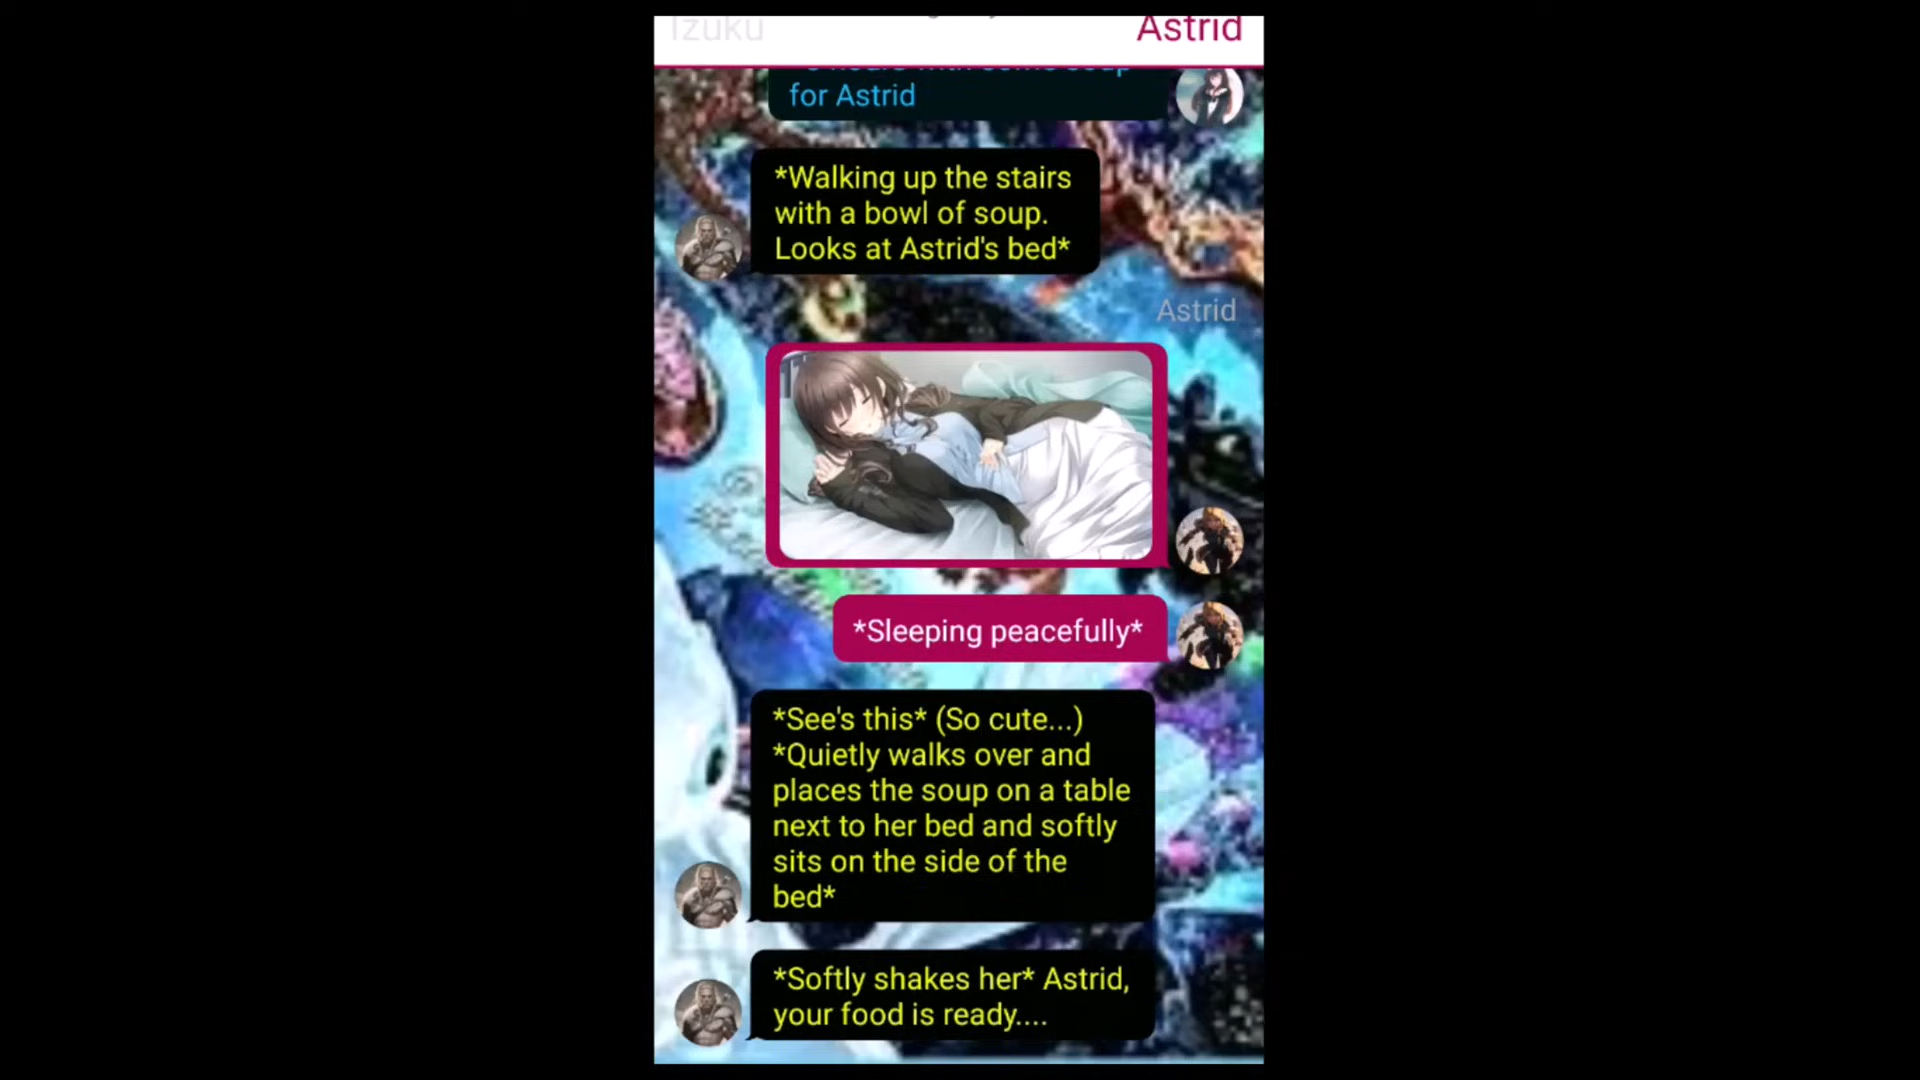 Izuku
Astrid
for Astrid
*Walking up the stairs
with a bowl of soup.
Looks at Astrid's bed*
Astrid
*Sleeping peacefully*
*See's this* (So cute...)
*Quietly walks over and
places the soup on a table
next to her bed and softly
sits on the side of the
bed*
*Softly shakes her* Astrid,
your food is ready....